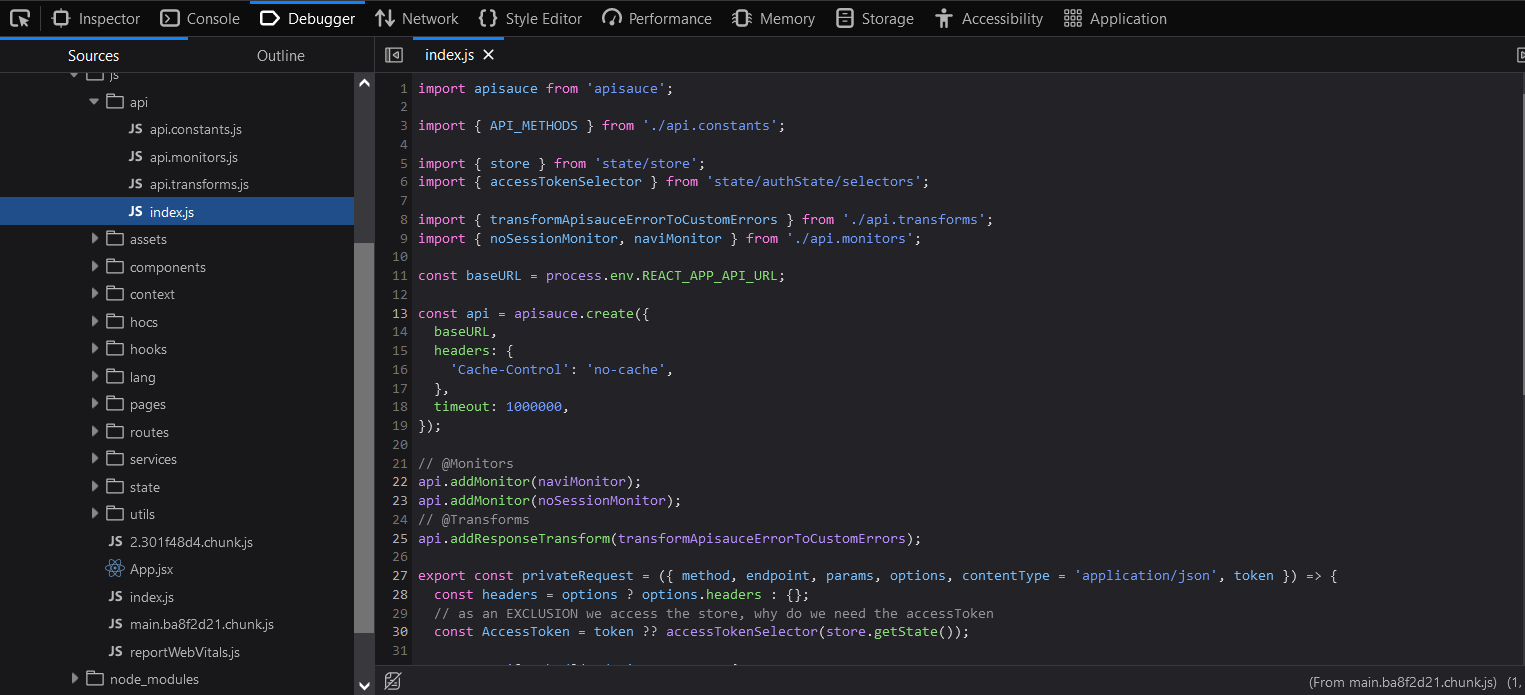 Inspector Console Debugger Network Style Editor Performance Memory Storage Accessibility Application
Sources Outline
index.js
js
api
JS api.constants.js
JS api.monitors.js
JS api.transforms.js
JS index.js
assets
components
context
hocs
hooks
lang
pages
routes
services
state
utils
JS 2.301f48d4.chunk.js
App.jsx
JS index.js
JS main.ba8f2d21.chunk.js
JS reportWebVitals.js
node_modules
1 import apisauce from 'apisauce';
2
3 import { API_METHODS } from './api.constants';
4
5 import { store } from 'state/store';
6 import { accessTokenSelector } from 'state/authState/selectors';
7
8 import { transformApisauceErrorToCustomErrors } from './api.transforms';
9 import { noSessionMonitor, naviMonitor } from './api.monitors';
10
11 const baseURL = process.env.REACT_APP_API_URL;
12
13 const api = apisauce.create({
14   baseURL,
15   headers: {
16     'Cache-Control': 'no-cache',
17   },
18   timeout: 1000000,
19 });
20
21 // @Monitors
22 api.addMonitor(naviMonitor);
23 api.addMonitor(noSessionMonitor);
24 // @Transforms
25 api.addResponseTransform(transformApisauceErrorToCustomErrors);
26
27 export const privateRequest = ({ method, endpoint, params, options, contentType = 'application/json', token }) => {
28   const headers = options ? options.headers : {};
29   // as an EXCLUSION we access the store, why do we need the accessToken
30   const AccessToken = token ?? accessTokenSelector(store.getState());
31
(From main.ba8f2d21.chunk.js) (1,